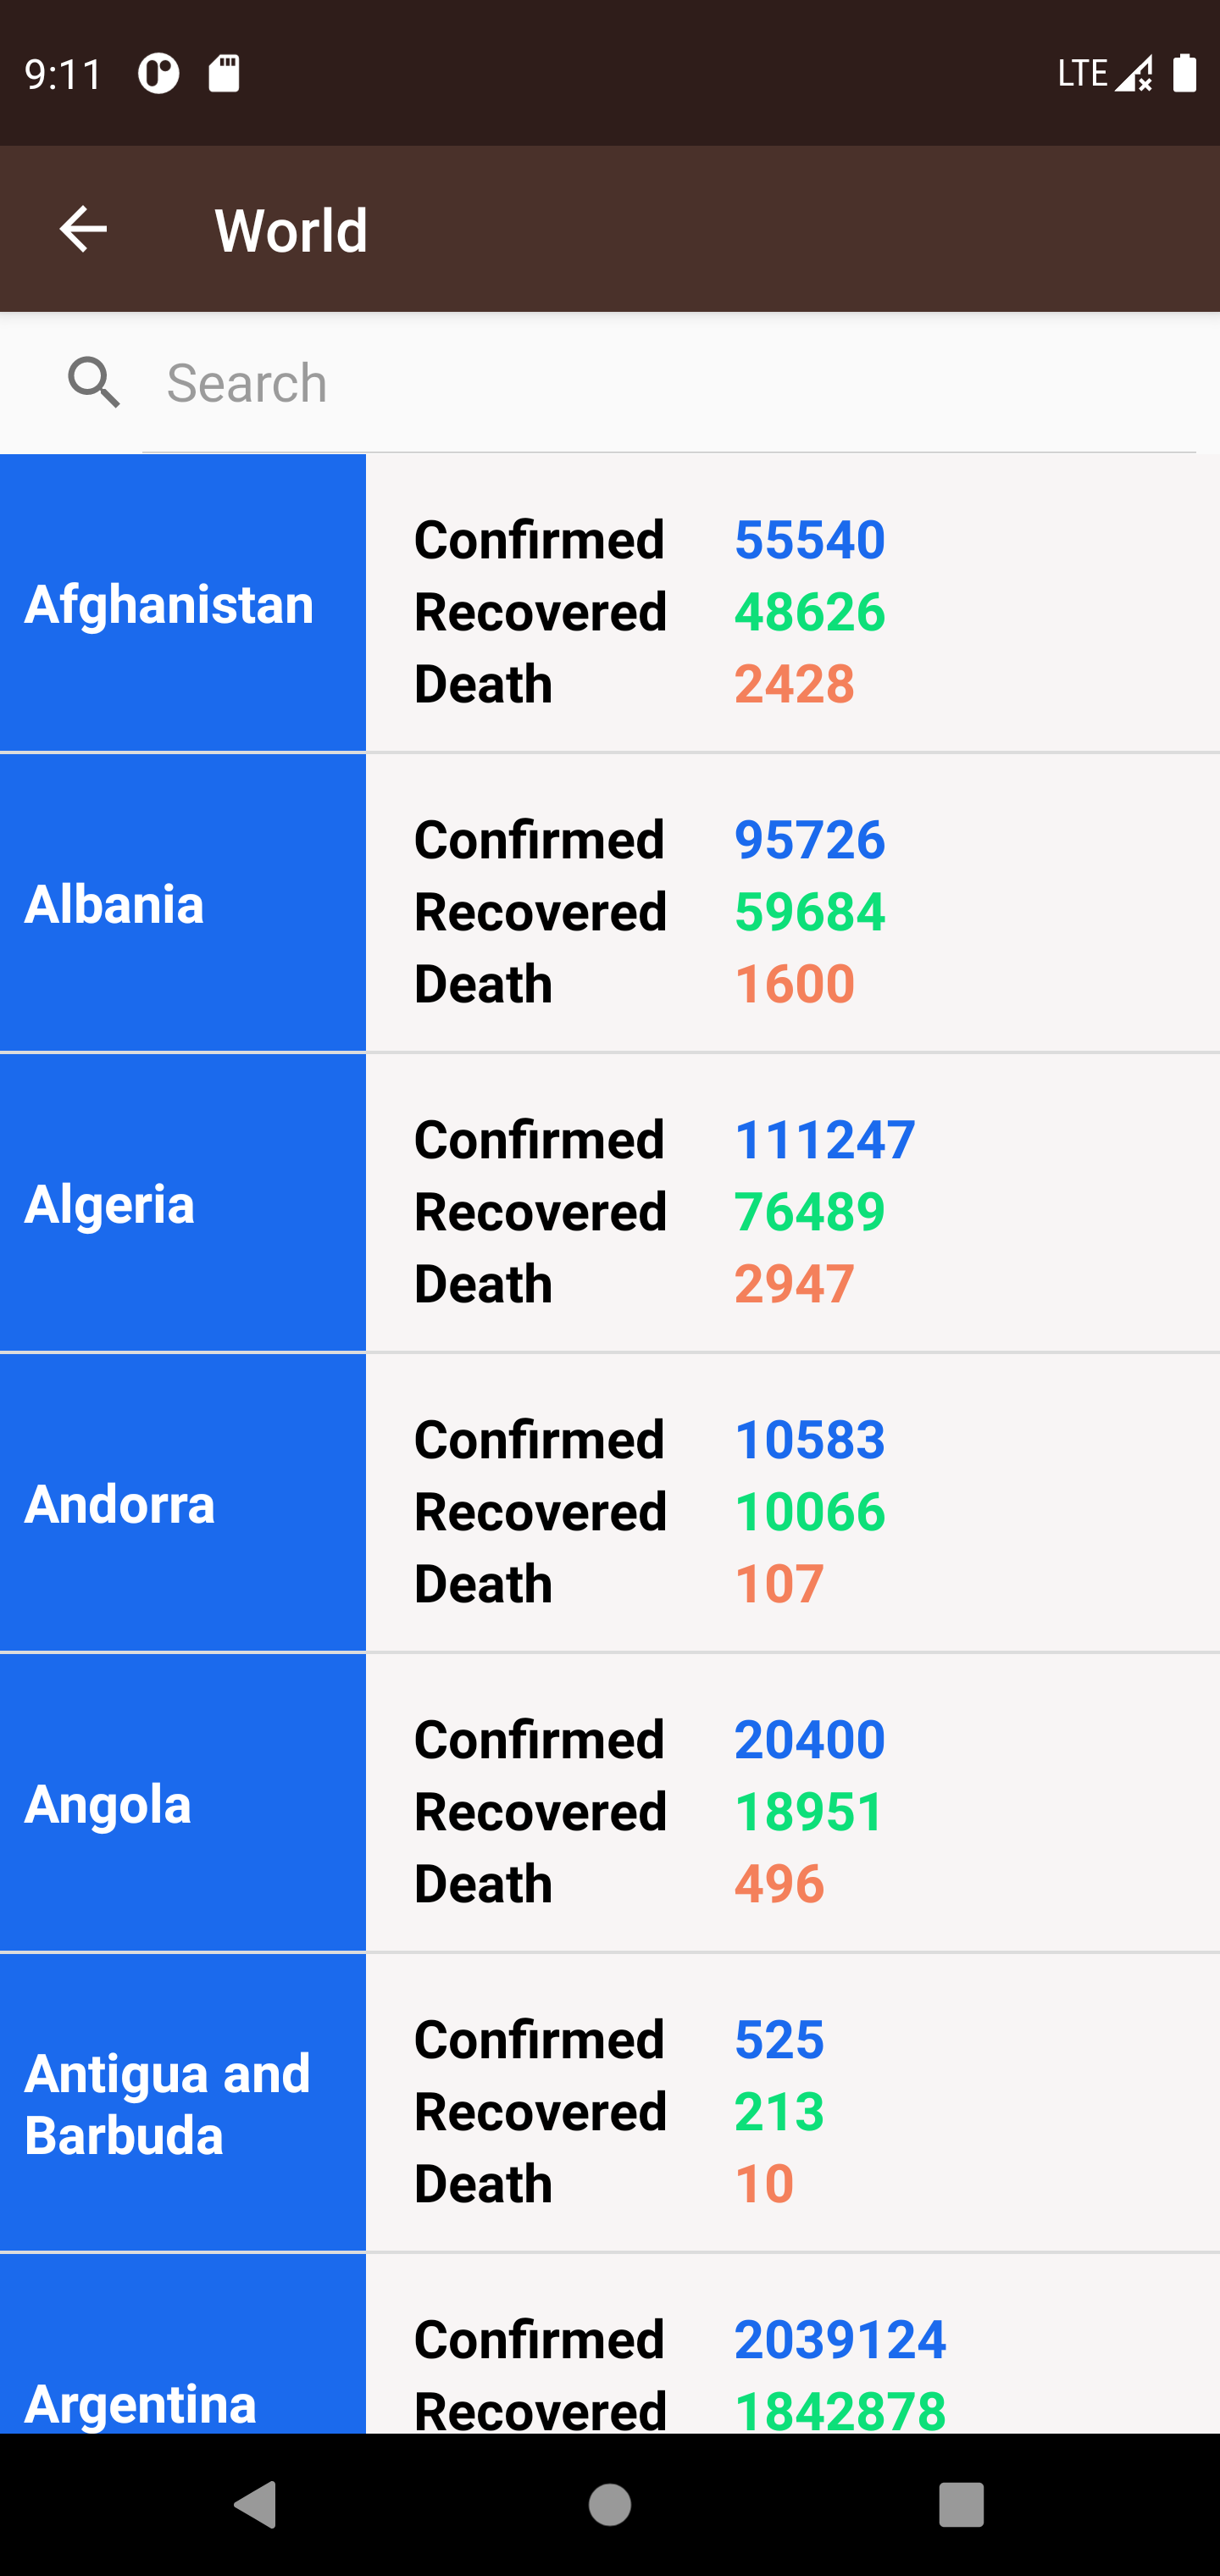 9:11 LTE
World
Search
Afghanistan
Confirmed 55540
Recovered 48626
Death 2428
Albania
Confirmed 95726
Recovered 59684
Death 1600
Algeria
Confirmed 111247
Recovered 76489
Death 2947
Andorra
Confirmed 10583
Recovered 10066
Death 107
Angola
Confirmed 20400
Recovered 18951
Death 496
Antigua and
Barbuda
Confirmed 525
Recovered 213
Death 10
Argentina
Confirmed 2039124
Recovered 1842878